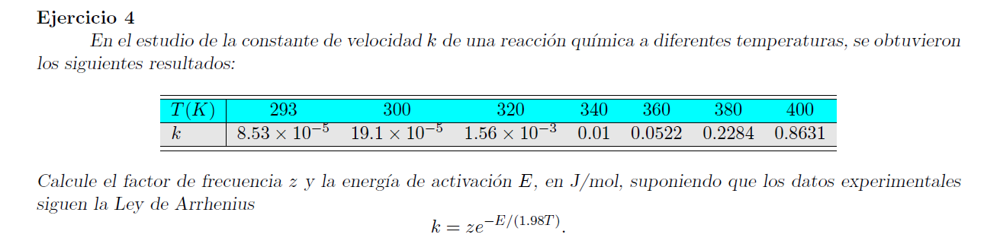 Ejercicio 4
En el estudio de la constante de velocidad k de una reacción química a diferentes temperaturas, se obtuvieron
los siguientes resultados:
T(K) 293 300 320 340 360 380 400
k 8.53 × 10⁻⁵ 19.1 × 10⁻⁵ 1.56 × 10⁻³ 0.01 0.0522 0.2284 0.8631
Calcule el factor de frecuencia z y la energía de activación E, en J/mol, suponiendo que los datos experimentales
siguen la Ley de Arrhenius
k = ze^{-E/(1.98T)}.